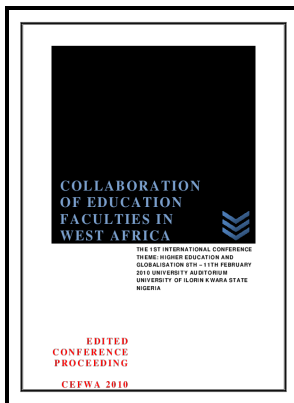 COLLABORATION
OF EDUCATION
FACULTIES IN
WEST AFRICA
THE 1ST INTERNATIONAL CONFERENCE
THEME: HIGHER EDUCATION AND
GLOBALISATION 8TH – 11TH FEBRUARY
2010 UNIVERSITY AUDITORIUM
UNIVERSITY OF ILORIN KWARA STATE
NIGERIA
EDITED
CONFERENCE
PROCEEDING
CEFWA 2010